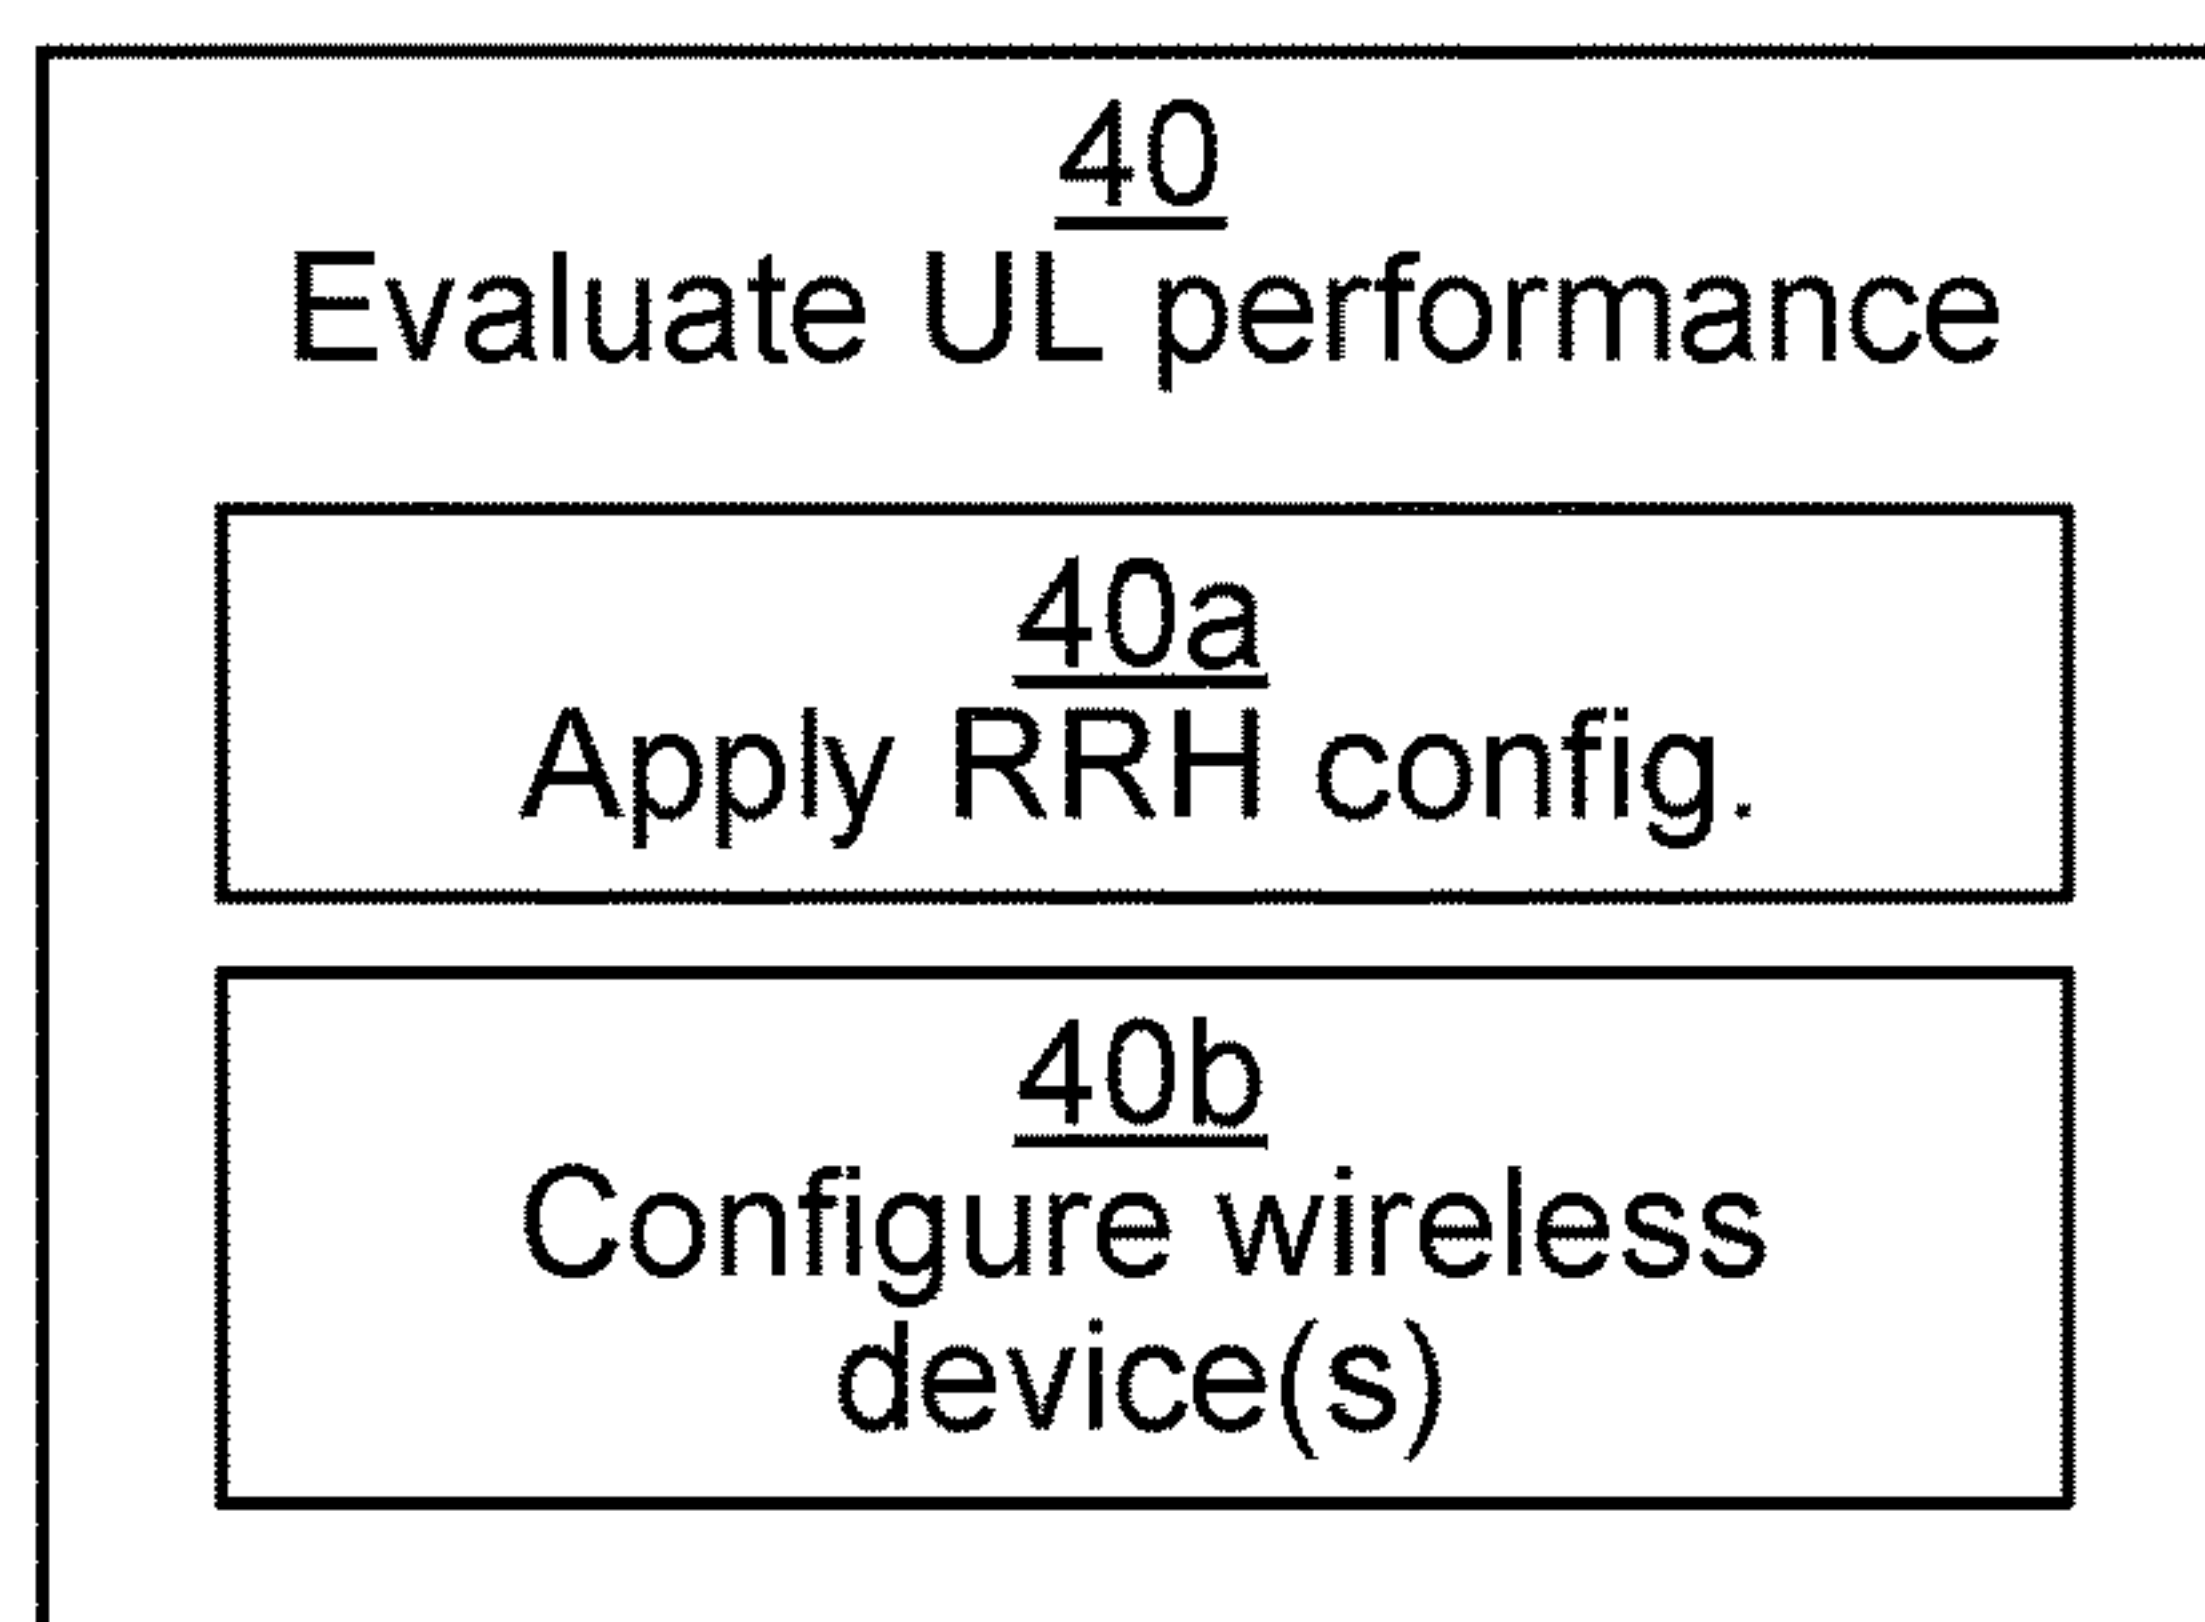 40
Evaluate UL performance
40a
Apply RRH config.
40b
Configure wireless
device(s)